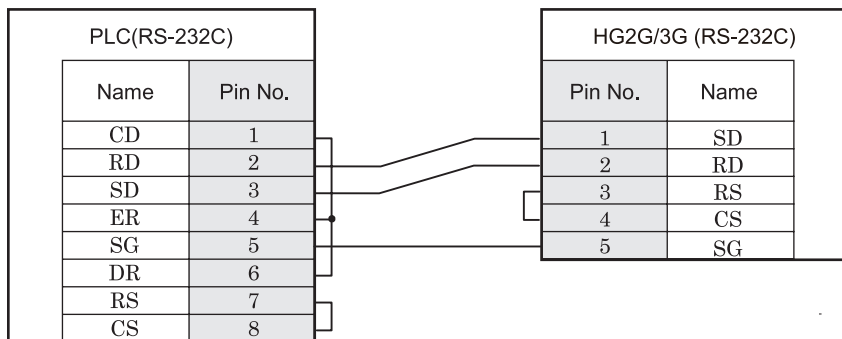 PLC(RS-232C)
Name Pin No.
CD 1
RD 2
SD 3
ER 4
SG 5
DR 6
RS 7
CS 8
HG2G/3G (RS-232C)
Pin No. Name
1 SD
2 RD
3 RS
4 CS
5 SG